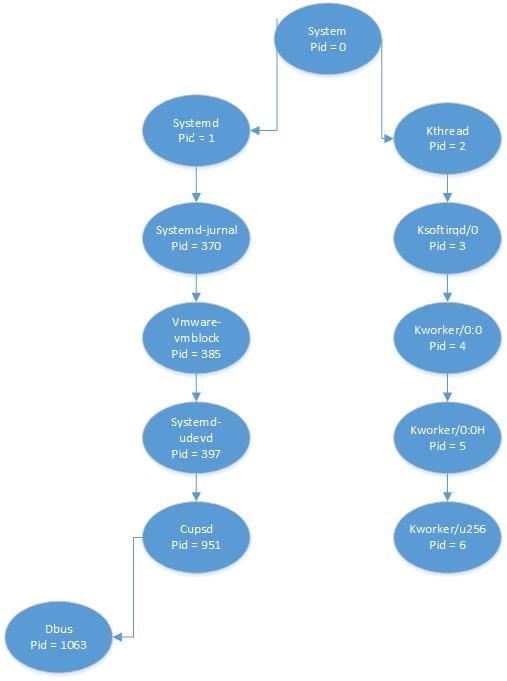 System
Pid = 0
Systemd
Pid = 1
Kthread
Pid = 2
Systemd-jurnal
Pid = 370
Ksoftirqd/0
Pid = 3
Vmware-
vmblock
Pid = 385
Kworker/0:0
Pid = 4
Systemd-
udevd
Pid = 397
Kworker/0:0H
Pid = 5
Cupsd
Pid = 951
Kworker/u256
Pid = 6
Dbus
Pid = 1063